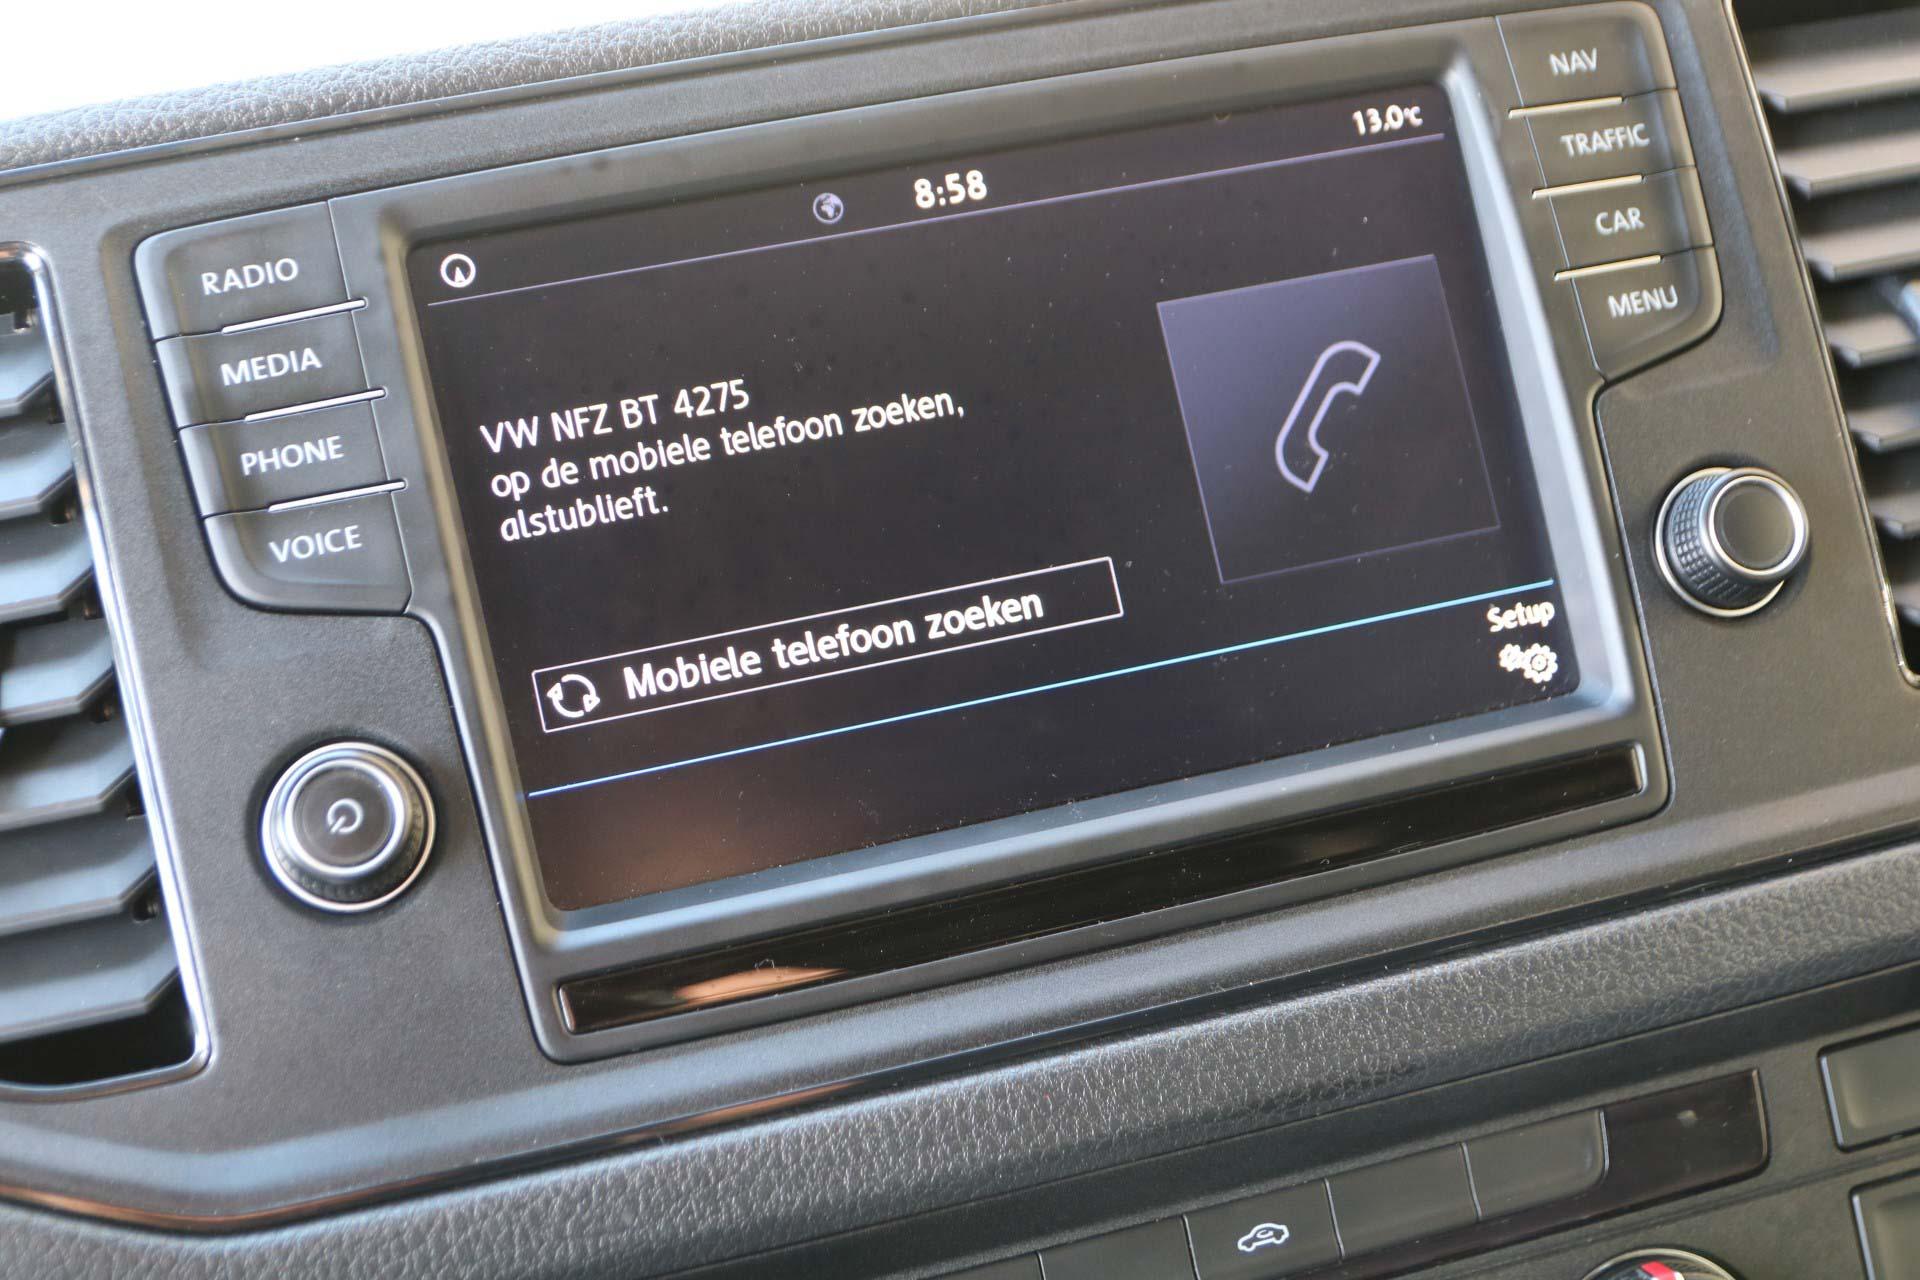 13.0°C
8:58
VW NFZ BT 4275
op de mobiele telefoon zoeken,
alstublieft.
Mobiele telefoon zoeken
Setup
RADIO
MEDIA
PHONE
VOICE
NAV
TRAFFIC
CAR
MENU